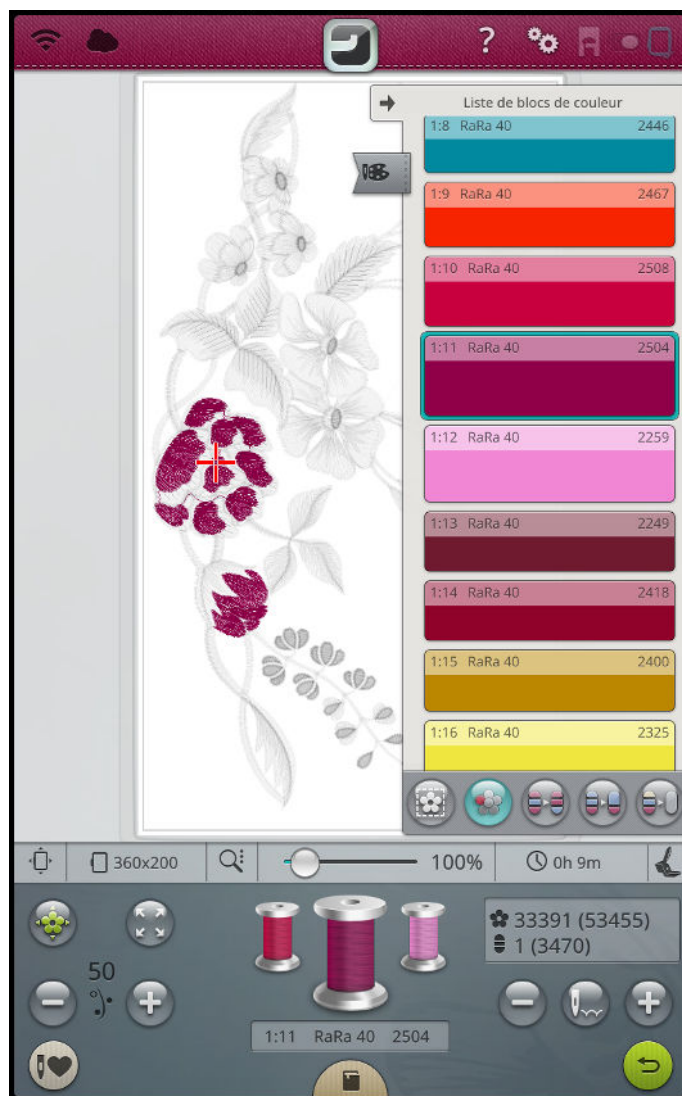 ?
Liste de blocs de couleur
1:8 RaRa 40 2446
1:9 RaRa 40 2467
1:10 RaRa 40 2508
1:11 RaRa 40 2504
1:12 RaRa 40 2259
1:13 RaRa 40 2249
1:14 RaRa 40 2418
1:15 RaRa 40 2400
1:16 RaRa 40 2325
360x200 100% 0h 9m
33391 (53455)
1 (3470)
50
1:11 RaRa 40 2504